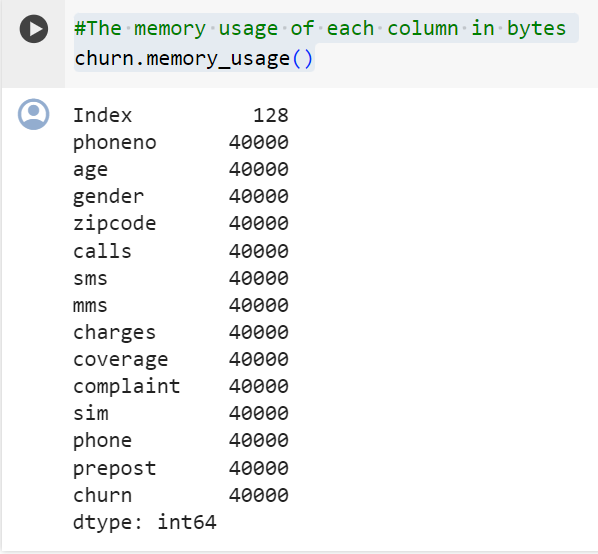 #The memory usage of each column in bytes
churn.memory_usage()
Index 128
phoneno 40000
age 40000
gender 40000
zipcode 40000
calls 40000
sms 40000
mms 40000
charges 40000
coverage 40000
complaint 40000
sim 40000
phone 40000
prepost 40000
churn 40000
dtype: int64